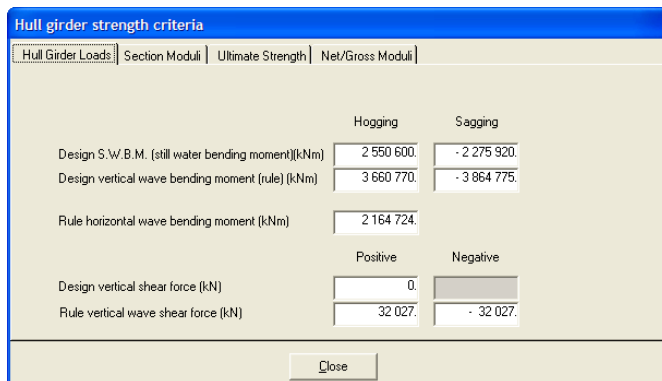 Hull girder strength criteria
Hull Girder Loads Section Moduli Ultimate Strength Net/Gross Moduli
Hogging Sagging
Design S.W.B.M. (still water bending moment)(kNm) 2 550 600. - 2 275 920.
Design vertical wave bending moment (rule) (kNm) 3 660 770. - 3 864 775.
Rule horizontal wave bending moment (kNm) 2 164 724.
Positive Negative
Design vertical shear force (kN) 0.
Rule vertical wave shear force (kN) 32 027. - 32 027.
Close